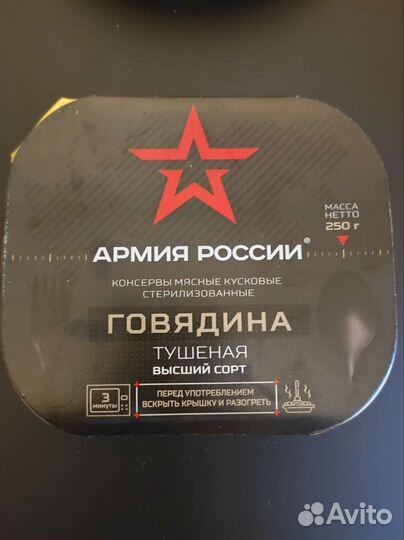 МАССА
НЕТТО
250 г
АРМИЯ РОССИИ®
КОНСЕРВЫ МЯСНЫЕ КУСКОВЫЕ
СТЕРИЛИЗОВАННЫЕ
ГОВЯДИНА
ТУШЕНАЯ
ВЫСШИЙ СОРТ
3
МИНУТЫ
ПЕРЕД УПОТРЕБЛЕНИЕМ
ВСКРЫТЬ КРЫШКУ И РАЗОГРЕТЬ
Avito